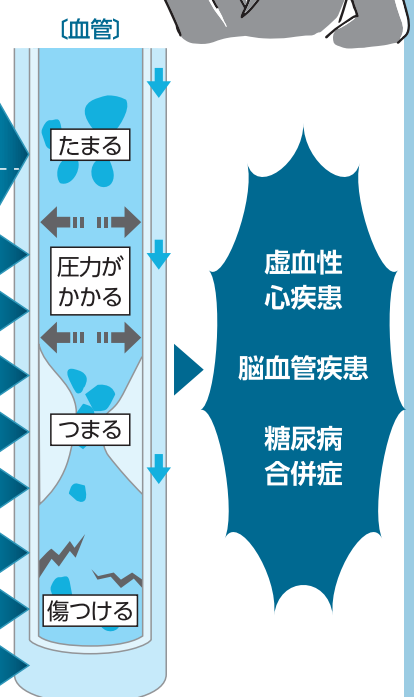 〔血管〕
たまる
圧力が
かかる
つまる
傷つける
虚血性
心疾患
脳血管疾患
糖尿病
合併症